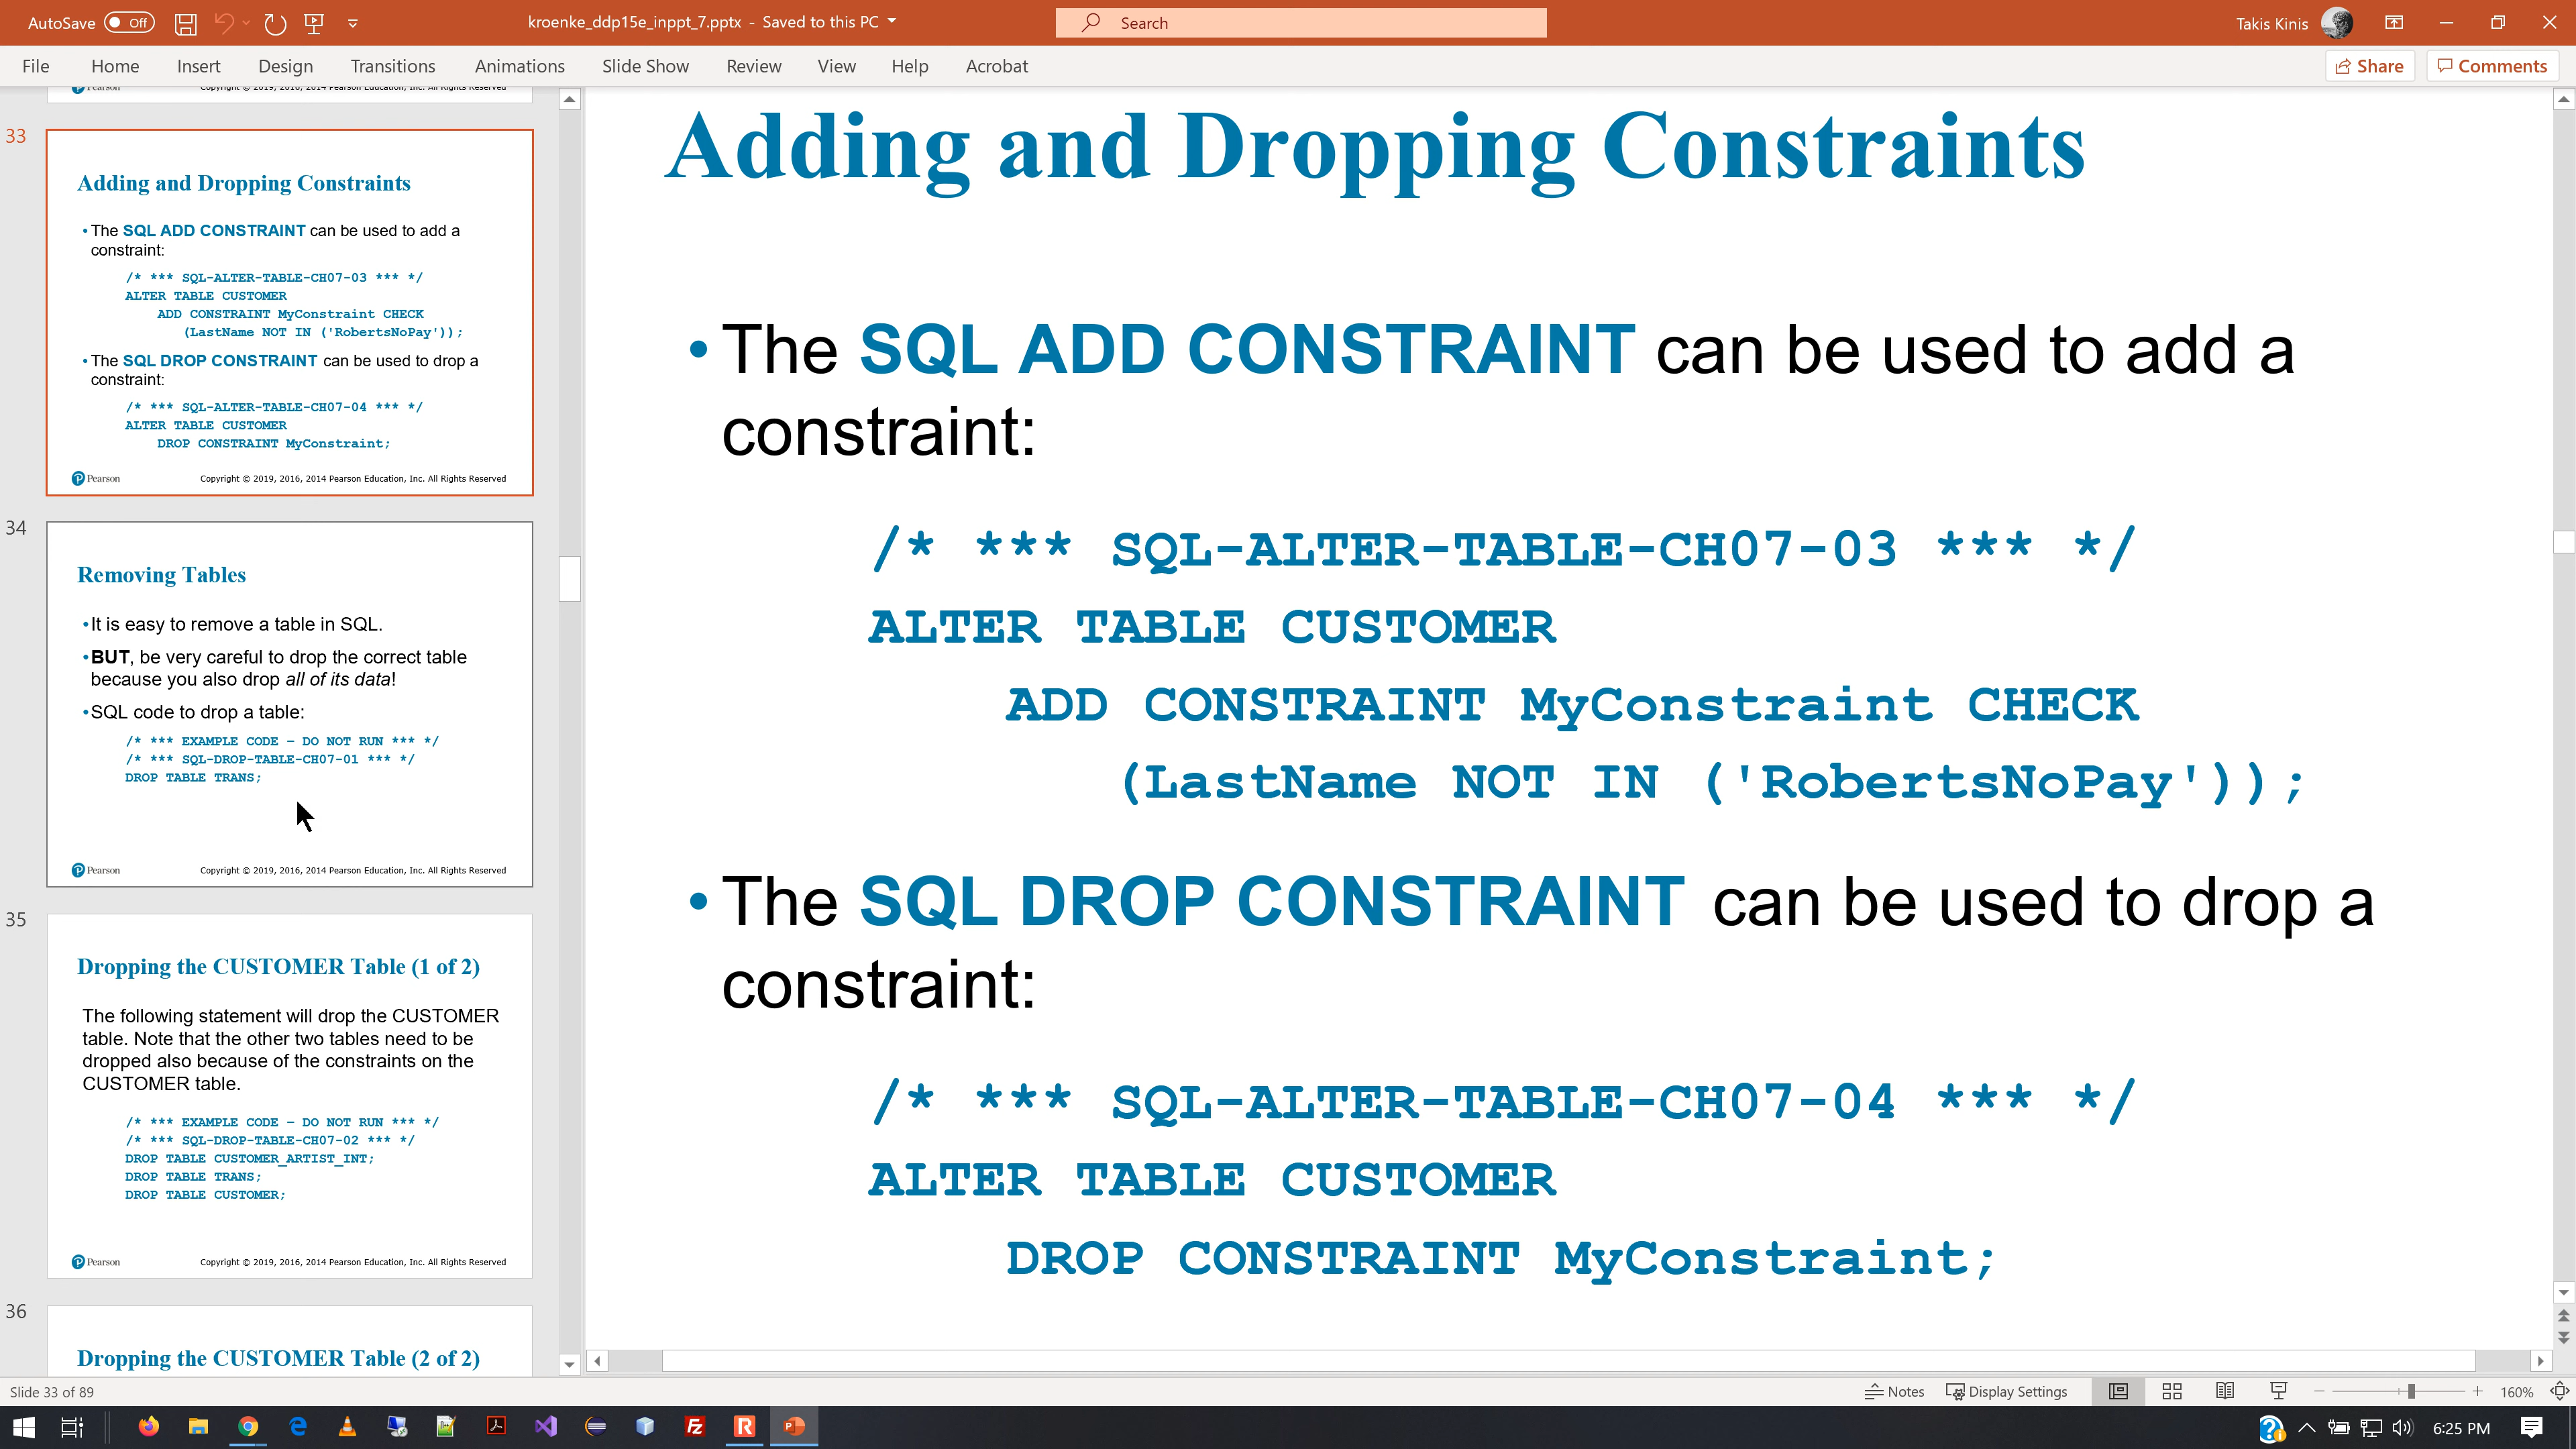 AutoSave Off
kroenke_ddp15e_inppt_7.pptx - Saved to this PC
Search
Takis Kinis
File Home Insert Design Transitions Animations Slide Show Review View Help Acrobat
Share
Comments
Pearson
Copyright © 2019, 2016, 2014 Pearson Education, Inc. All Rights Reserved
33
Adding and Dropping Constraints
•The SQL ADD CONSTRAINT can be used to add a
constraint:
/* *** SQL-ALTER-TABLE-CH07-03 *** */
ALTER TABLE CUSTOMER
ADD CONSTRAINT MyConstraint CHECK
(LastName NOT IN ('RobertsNoPay'));
•The SQL DROP CONSTRAINT can be used to drop a
constraint:
/* *** SQL-ALTER-TABLE-CH07-04 *** */
ALTER TABLE CUSTOMER
DROP CONSTRAINT MyConstraint;
Pearson
Copyright © 2019, 2016, 2014 Pearson Education, Inc. All Rights Reserved
34
Removing Tables
•It is easy to remove a table in SQL.
•BUT, be very careful to drop the correct table
because you also drop all of its data!
•SQL code to drop a table:
/* *** EXAMPLE CODE – DO NOT RUN *** */
/* *** SQL-DROP-TABLE-CH07-01 *** */
DROP TABLE TRANS;
Pearson
Copyright © 2019, 2016, 2014 Pearson Education, Inc. All Rights Reserved
35
Dropping the CUSTOMER Table (1 of 2)
The following statement will drop the CUSTOMER
table. Note that the other two tables need to be
dropped also because of the constraints on the
CUSTOMER table.
/* *** EXAMPLE CODE – DO NOT RUN *** */
/* *** SQL-DROP-TABLE-CH07-02 *** */
DROP TABLE CUSTOMER_ARTIST_INT;
DROP TABLE TRANS;
DROP TABLE CUSTOMER;
Pearson
Copyright © 2019, 2016, 2014 Pearson Education, Inc. All Rights Reserved
36
Dropping the CUSTOMER Table (2 of 2)
Adding and Dropping Constraints
• The SQL ADD CONSTRAINT can be used to add a
constraint:
/* *** SQL-ALTER-TABLE-CH07-03 *** */
ALTER TABLE CUSTOMER
ADD CONSTRAINT MyConstraint CHECK
(LastName NOT IN ('RobertsNoPay'));
• The SQL DROP CONSTRAINT can be used to drop a
constraint:
/* *** SQL-ALTER-TABLE-CH07-04 *** */
ALTER TABLE CUSTOMER
DROP CONSTRAINT MyConstraint;
Slide 33 of 89
Notes
Display Settings
160%
6:25 PM